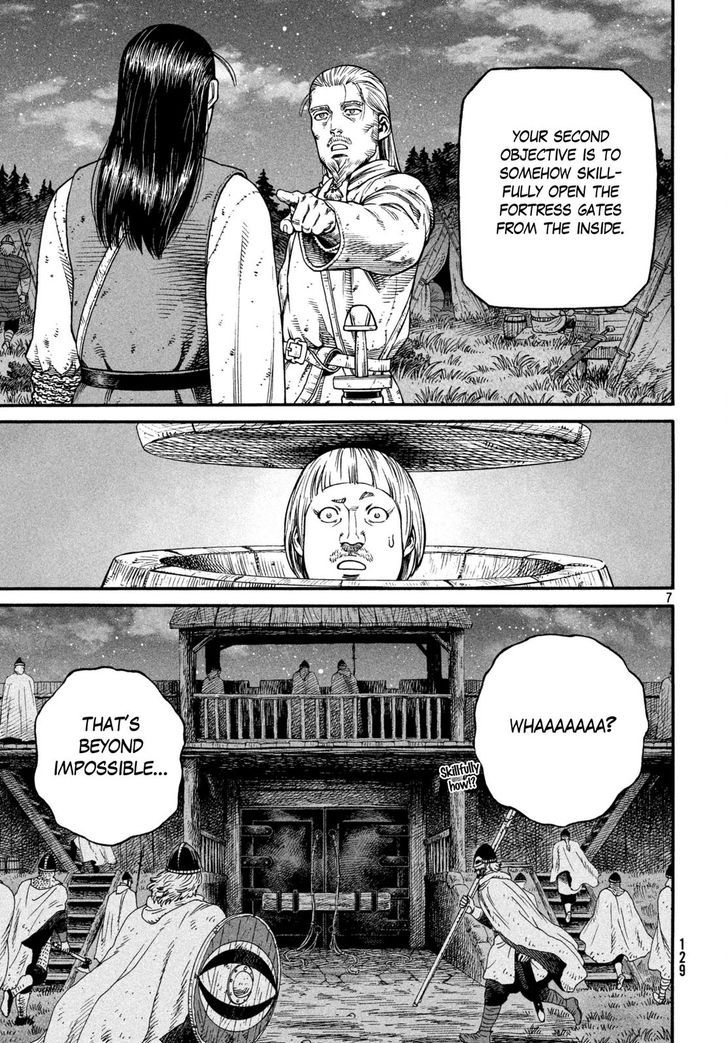 YOUR SECOND
OBJECTIVE IS TO
SOMEHOW SKILL-
FULLY OPEN THE
FORTRESS GATES
FROM THE INSIDE.
7
WHAAAAAAA?
Skillfully
how!?
THAT'S
BEYOND
IMPOSSIBLE...
129